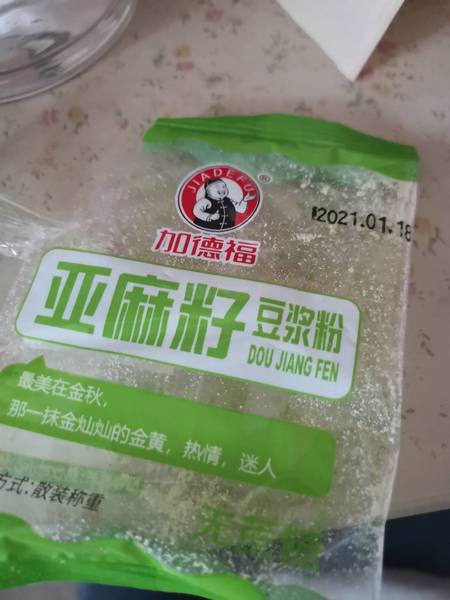 JIADEFU
®
加德福
2021.01.18
亚麻籽豆浆粉
DOU JIANG FEN
最美在金秋，
那一抹金灿灿的金黄，热情，迷人
方式:散装称重